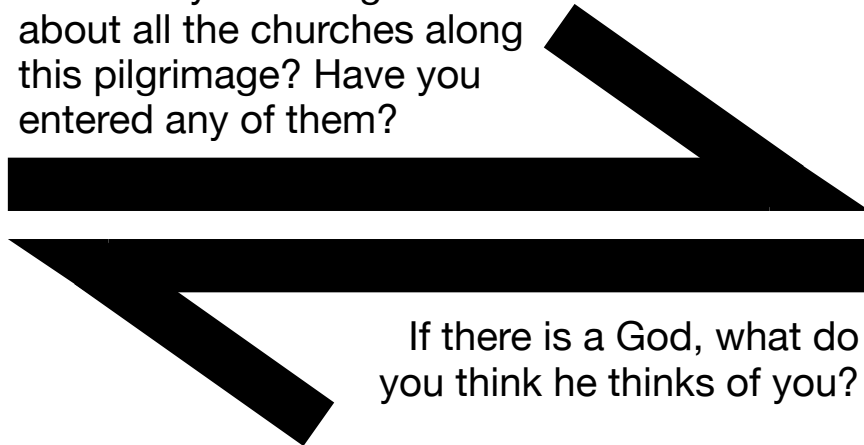 about all the churches along
this pilgrimage? Have you
entered any of them?
If there is a God, what do
you think he thinks of you?